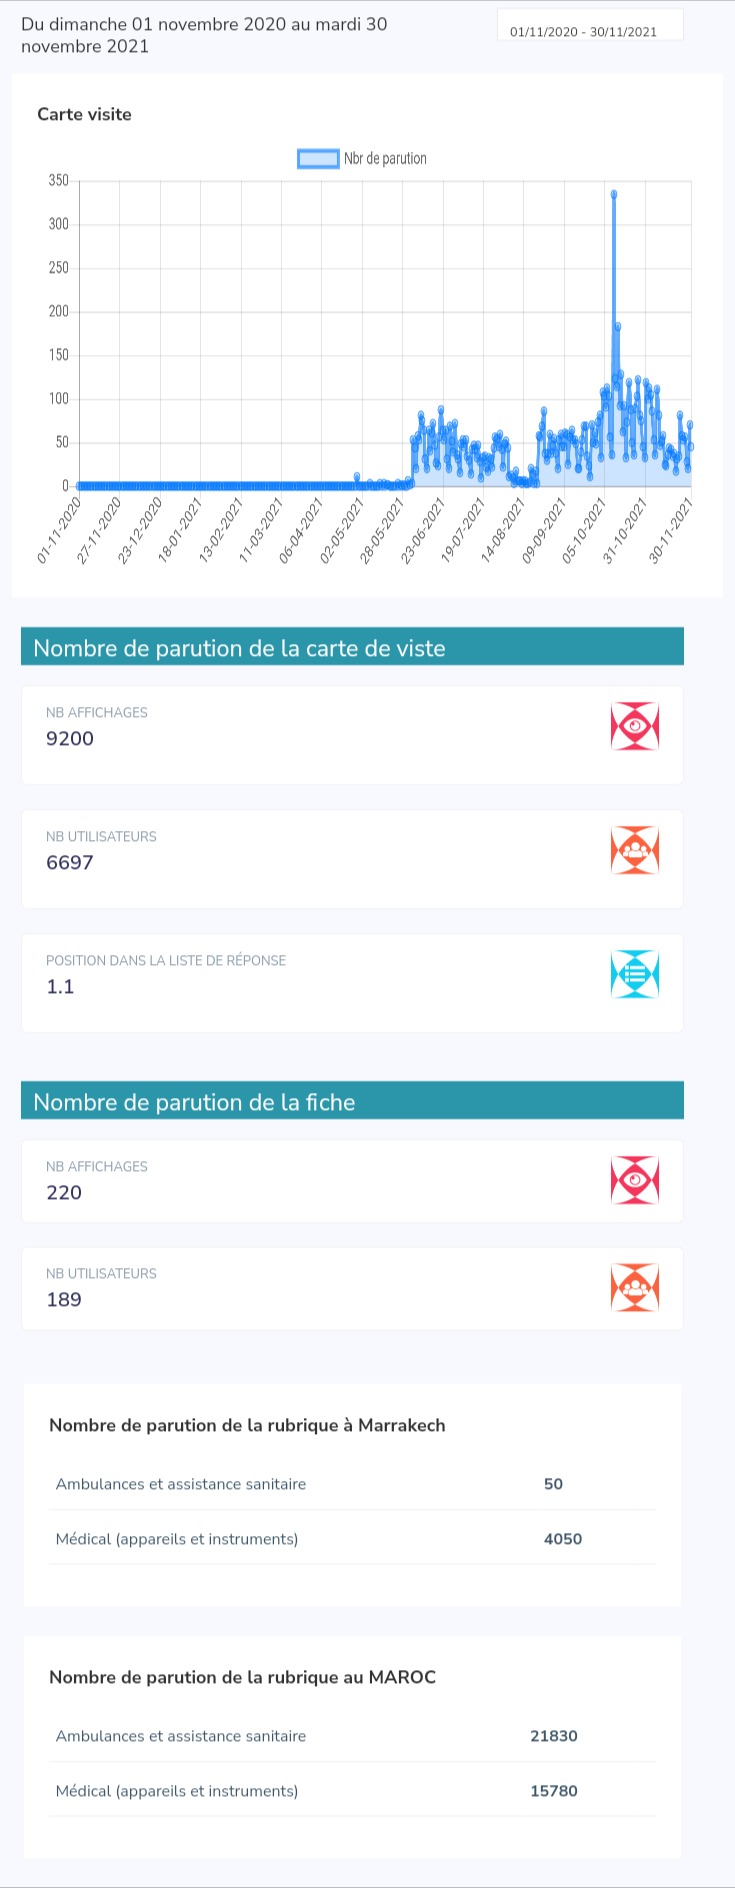 Du dimanche 01 novembre 2020 au mardi 30
novembre 2021
01/11/2020 - 30/11/2021
Carte visite
Nbr de parution
350
300
250
200
150
100
50
0
01-11-2020
27-11-2020
23-12-2020
18-01-2021
13-02-2021
11-03-2021
06-04-2021
02-05-2021
28-05-2021
23-06-2021
19-07-2021
14-08-2021
09-09-2021
05-10-2021
31-10-2021
30-11-2021
Nombre de parution de la carte de viste
NB AFFICHAGES
9200
NB UTILISATEURS
6697
POSITION DANS LA LISTE DE RÉPONSE
1.1
Nombre de parution de la fiche
NB AFFICHAGES
220
NB UTILISATEURS
189
Nombre de parution de la rubrique à Marrakech
Ambulances et assistance sanitaire 50
Médical (appareils et instruments) 4050
Nombre de parution de la rubrique au MAROC
Ambulances et assistance sanitaire 21830
Médical (appareils et instruments) 15780